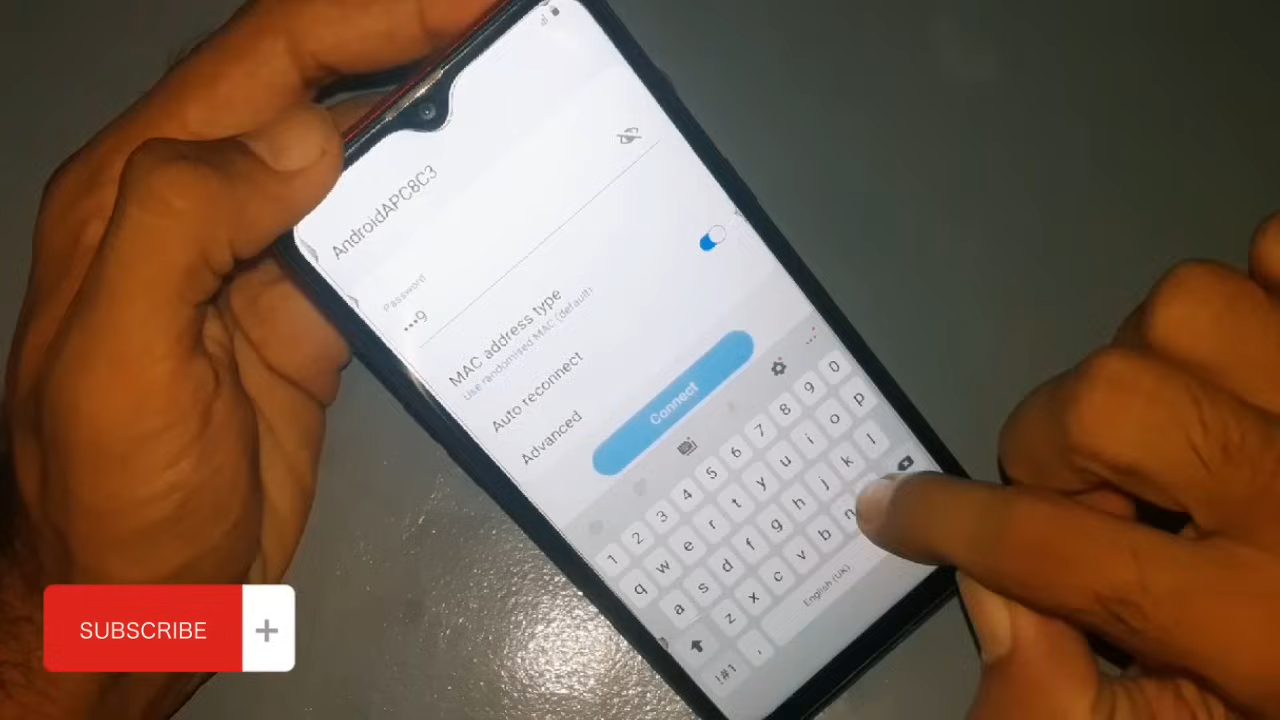 AndroidAPC8C3
Password
•••9
MAC address type
Use randomised MAC (default)
Auto reconnect
Advanced
Connect
1 2 3 4 5 6 7 8 9 0
q w e r t y u i o p
a s d f g h j k l
z x c v b n
!#1 , English (UK)
SUBSCRIBE +